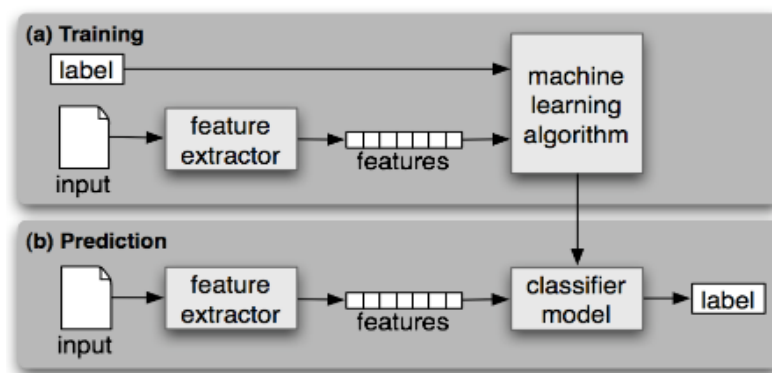 (a) Training
label
machine
learning
algorithm
feature
extractor
features
input
(b) Prediction
feature
extractor
features
classifier
model
label
input